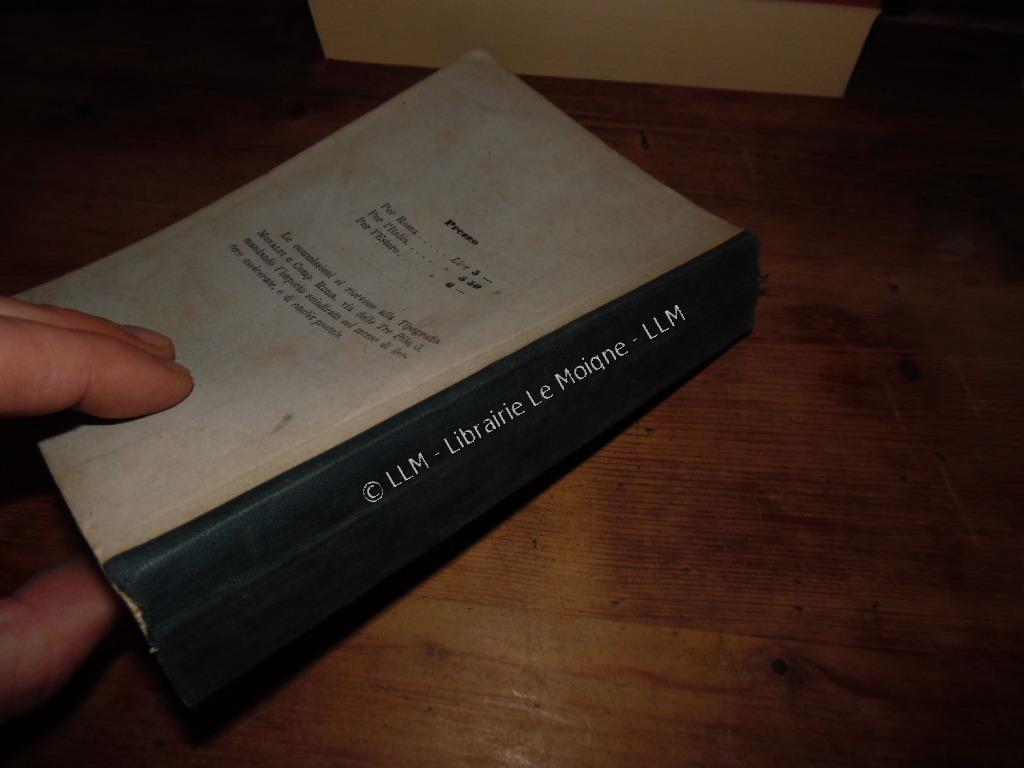 Prezzo
Per Roma . . . . . Lire 5 —
Per l'Italia. . . . . » 5 50
Per l'Estero. . . . . » 6 —
Le commissioni si ricevono alla Tipografia
Monaldi e Comp. Roma, via delle Tre Pile 5,
mandando l'importo suindicato col mezzo di let-
tere assicurate, o di vaglia postale.
© LLM - Librairie Le Moigne - LLM